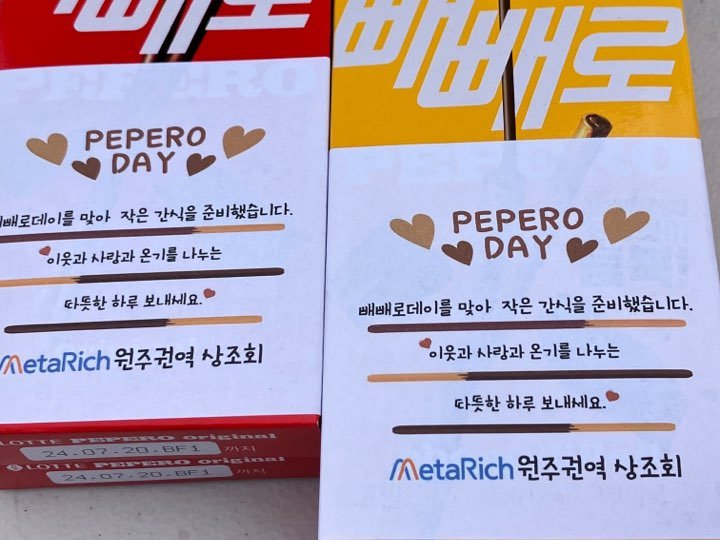 빼빼로
PEPERO
PEPERO
DAY
빼빼로데이를 맞아 작은 간식을 준비했습니다.
이웃과 사랑과 온기를 나누는
따뜻한 하루 보내세요.
MetaRich 원주권역 상조회
LOTTE PEPERO original
24.07.20.BF1 까지
LOTTE PEPERO original
24.07.20.BF1 까지
빼빼로
PEPERO
PEPERO
DAY
빼빼로데이를 맞아 작은 간식을 준비했습니다.
이웃과 사랑과 온기를 나누는
따뜻한 하루 보내세요.
MetaRich 원주권역 상조회